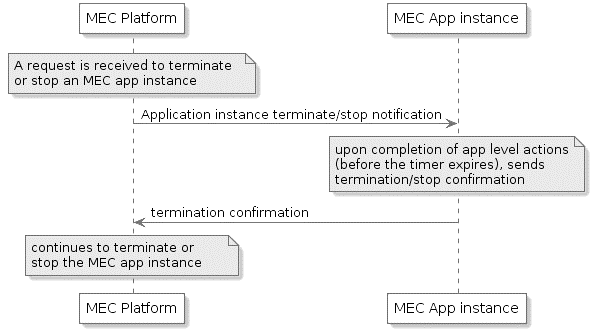 MEC Platform
MEC App instance
A request is received to terminate
or stop an MEC app instance
Application instance terminate/stop notification
upon completion of app level actions
(before the timer expires), sends
termination/stop confirmation
termination confirmation
continues to terminate or
stop the MEC app instance
MEC Platform
MEC App instance